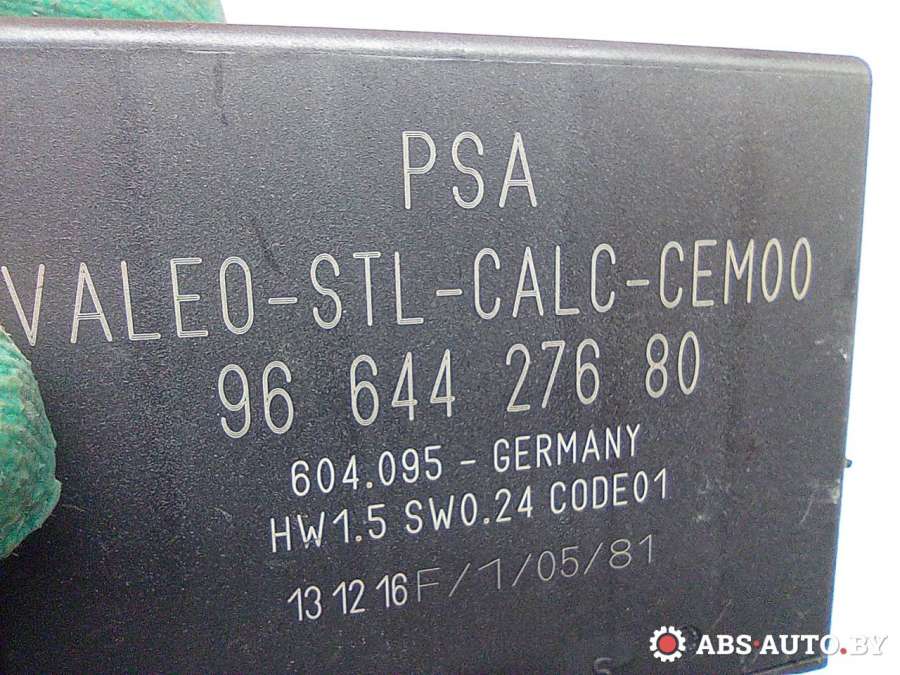 PSA
VALEO-STL-CALC-CEM00
96 644 276 80
604.095 - GERMANY
HW1.5 SW0.24 CODE01
13 12 16 F/1/05/81
ABS-AUTO.BY